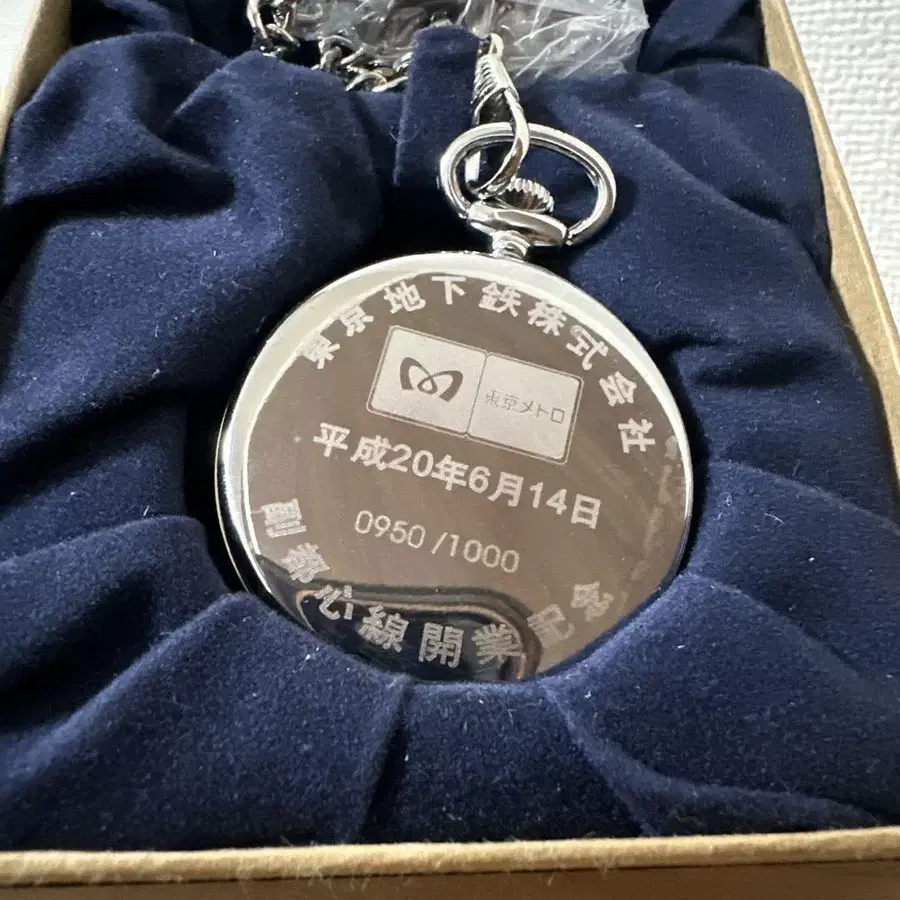 東京地下鉄株式会社
東京メトロ
平成20年6月14日
0950/1000
副都心線開業記念